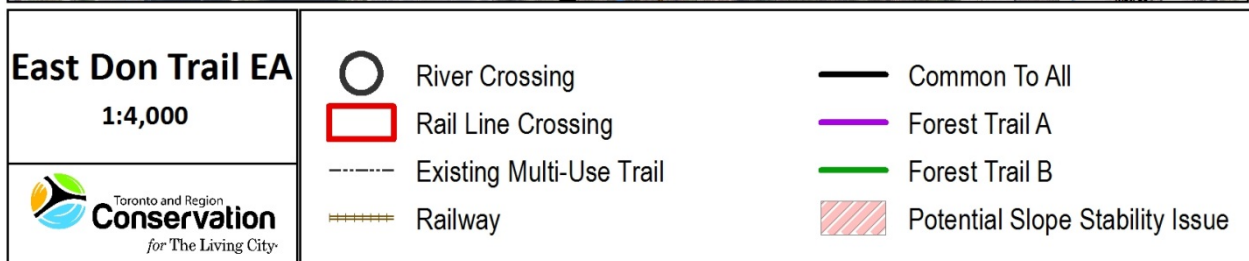 East Don Trail EA
1:4,000
Toronto and Region
Conservation
for The Living City·
River Crossing
Rail Line Crossing
Existing Multi-Use Trail
Railway
Common To All
Forest Trail A
Forest Trail B
Potential Slope Stability Issue